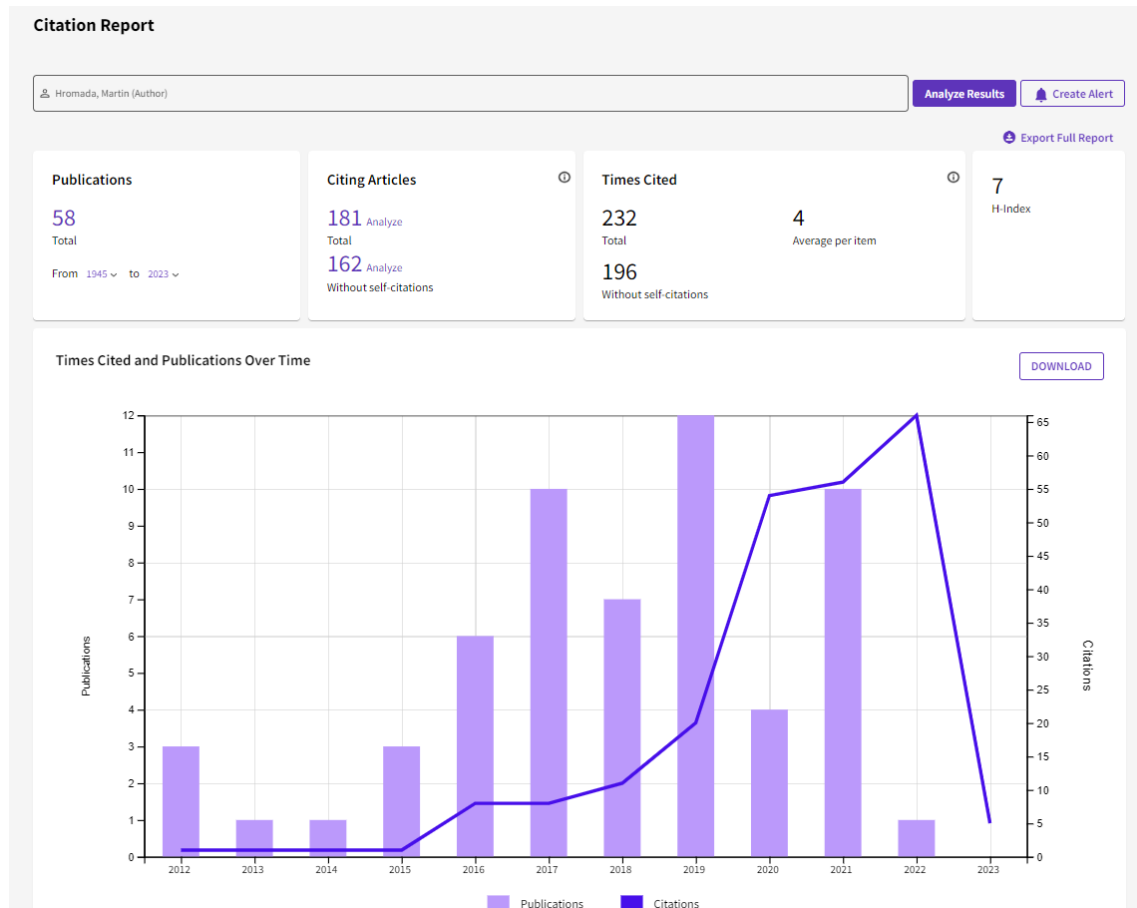 Citation Report
Hromada, Martin (Author)
Analyze Results
Create Alert
Export Full Report
Publications
58
Total
From 1945 to 2023
Citing Articles
181 Analyze
Total
162 Analyze
Without self-citations
Times Cited
232
Total
196
Without self-citations
4
Average per item
7
H-Index
Times Cited and Publications Over Time
DOWNLOAD
12
11
10
9
8
7
6
5
4
3
2
1
0
Publications
65
60
55
50
45
40
35
30
25
20
15
10
5
0
Citations
2012 2013 2014 2015 2016 2017 2018 2019 2020 2021 2022 2023
Publications Citations